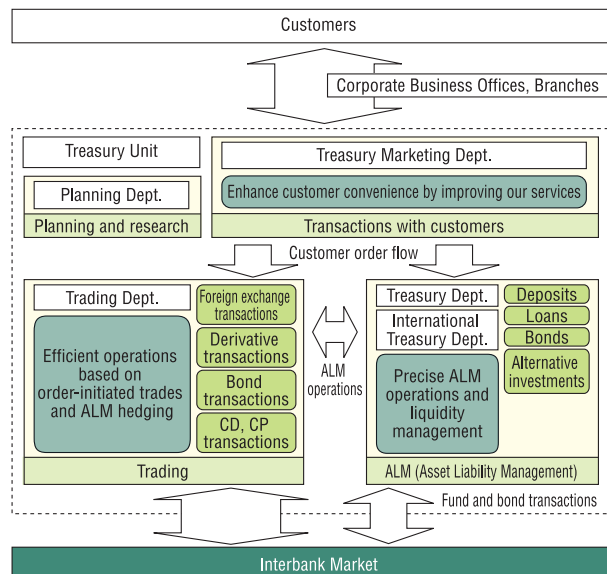 Customers
Corporate Business Offices, Branches
Treasury Unit
Planning Dept.
Planning and research
Treasury Marketing Dept.
Enhance customer convenience by improving our services
Transactions with customers
Customer order flow
Trading Dept.
Efficient operations
based on
order-initiated trades
and ALM hedging
Foreign exchange
transactions
Derivative
transactions
Bond
transactions
CD, CP
transactions
Trading
ALM
operations
Treasury Dept.
International
Treasury Dept.
Precise ALM
operations and
liquidity
management
Deposits
Loans
Bonds
Alternative
investments
ALM (Asset Liability Management)
Fund and bond transactions
Interbank Market